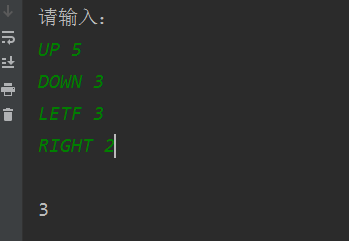 请输入：
UP 5
DOWN 3
LETF 3
RIGHT 2
3